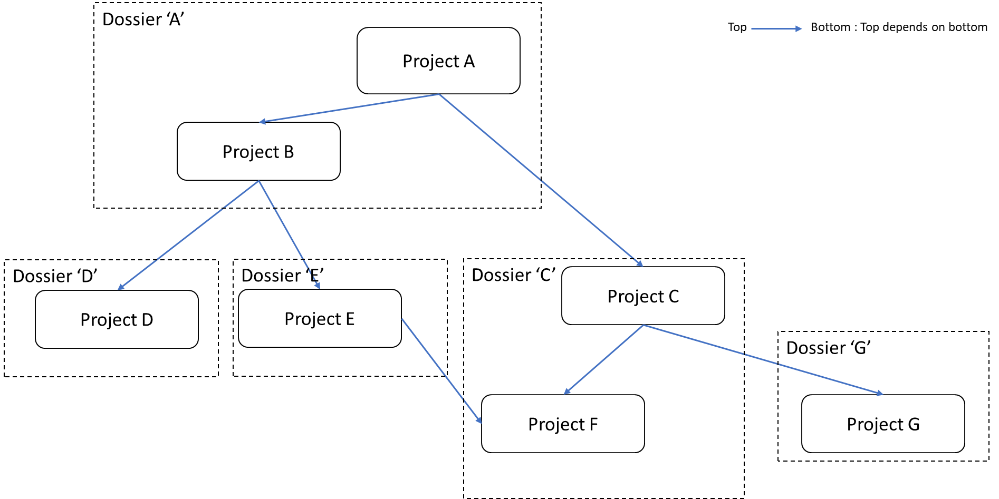 Dossier ‘A’
Project A
Top
Bottom : Top depends on bottom
Project B
Dossier ‘D’
Project D
Dossier ‘E’
Project E
Dossier ‘C’
Project C
Dossier ‘G’
Project F
Project G